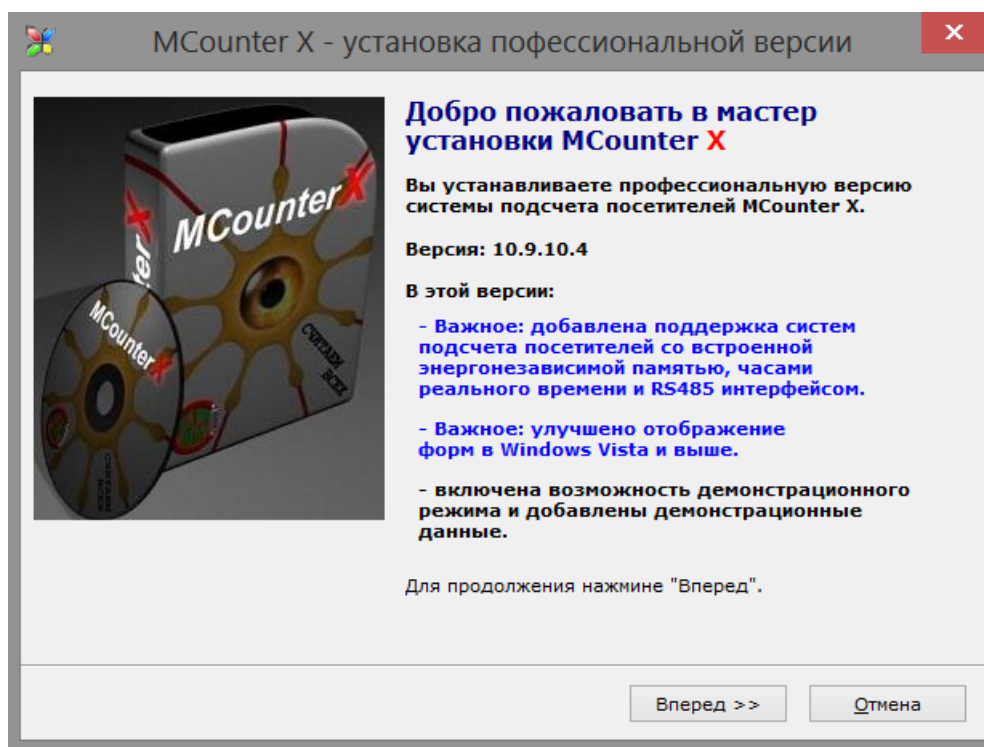 MCounter X - установка пофессиональной версии
Добро пожаловать в мастер
установки MCounter X
Вы устанавливаете профессиональную версию
системы подсчета посетителей MCounter X.
Версия: 10.9.10.4
В этой версии:
- Важное: добавлена поддержка систем
подсчета посетителей со встроенной
энергонезависимой памятью, часами
реального времени и RS485 интерфейсом.
- Важное: улучшено отображение
форм в Windows Vista и выше.
- включена возможность демонстрационного
режима и добавлены демонстрационные
данные.
Для продолжения нажмине "Вперед".
MCounter X
СЧИТАЕМ
ВСЕХ
MCounter X
Вперед >>
Отмена